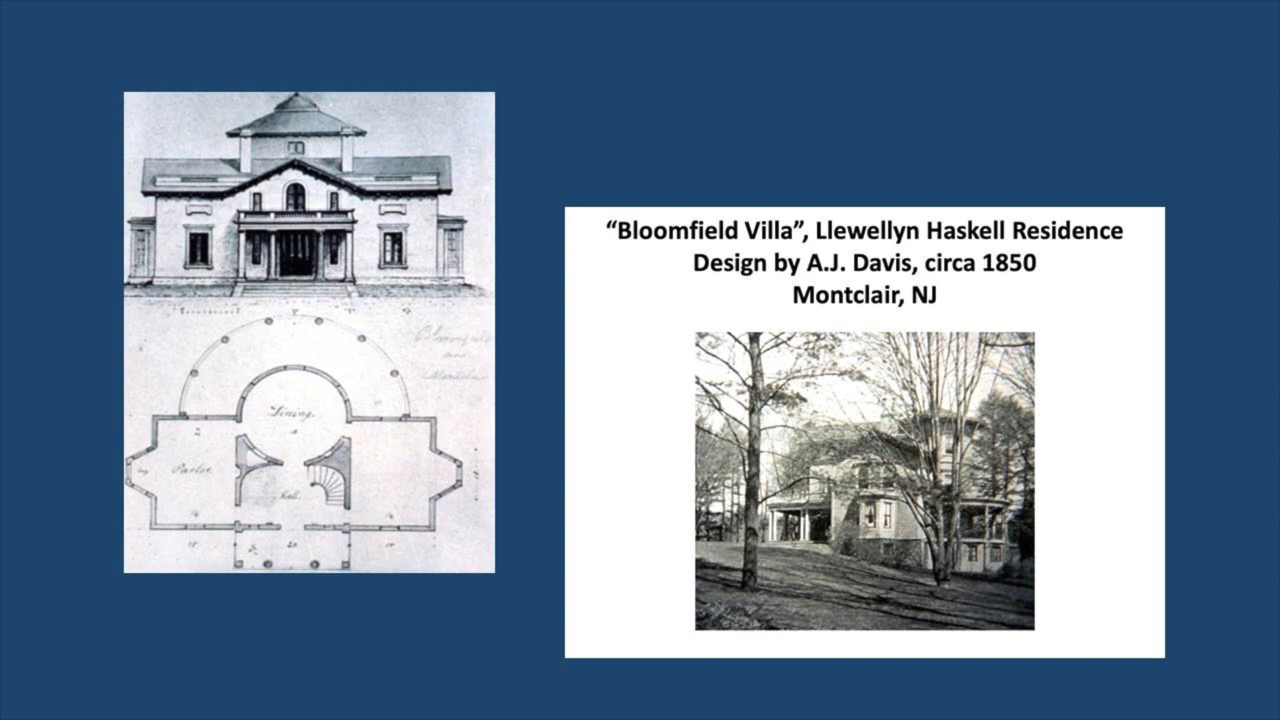 “Bloomfield Villa”, Llewellyn Haskell Residence
Design by A.J. Davis, circa 1850
Montclair, NJ
Dining.
Parlor.
Hall.